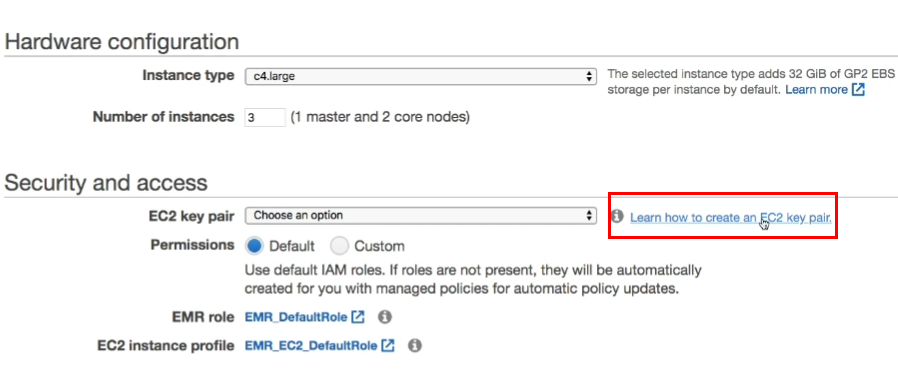 Hardware configuration
Instance type c4.large The selected instance type adds 32 GiB of GP2 EBS
storage per instance by default. Learn more
Number of instances 3 (1 master and 2 core nodes)
Security and access
EC2 key pair Choose an option Learn how to create an EC2 key pair.
Permissions Default Custom
Use default IAM roles. If roles are not present, they will be automatically
created for you with managed policies for automatic policy updates.
EMR role EMR_DefaultRole
EC2 instance profile EMR_EC2_DefaultRole